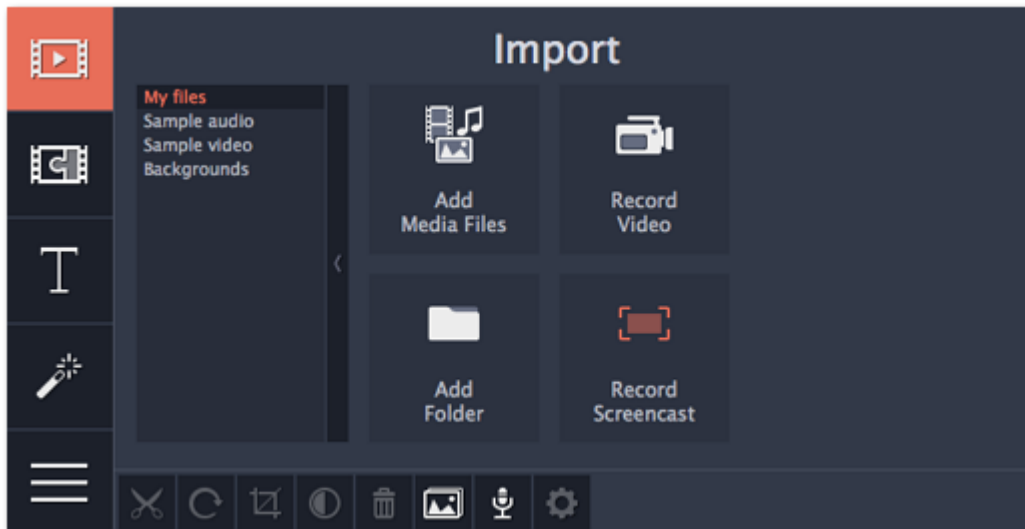 Import
My files
Sample audio
Sample video
Backgrounds
Add
Media Files
Record
Video
Add
Folder
Record
Screencast